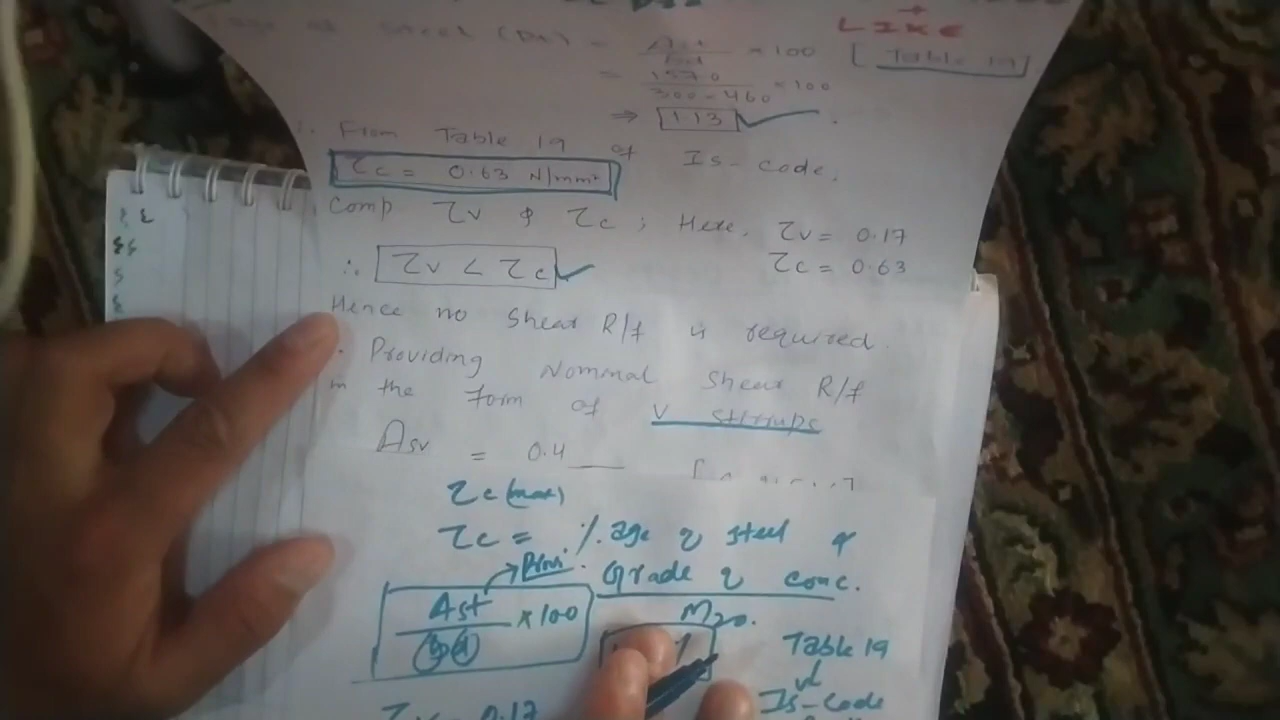 LIKE
steel (Pt) = Ast / bd × 100 [Table 19]
= 1570 / 300 × 460 × 100
⇒ 1.13
From Table 19 of Is-code,
τc = 0.63 N/mm²
Comp τv & τc ; Here, τv = 0.17
τc = 0.63
∴ τv < τc
Hence no shear R/f is required
Providing Nominal shear R/f
in the form of V stirrups
Asv = 0.4
τc (max)
τc = %age of steel &
Prov. Grade of conc.
Ast / bd × 100
M20.
Table 19
Is-code
τv = 0.17